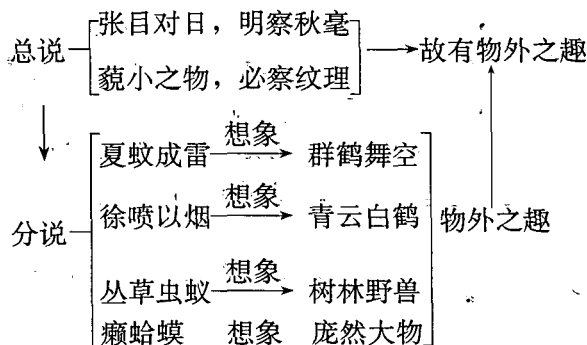 张目对日，明察秋毫
总说 故有物外之趣
藐小之物，必察纹理
想象
夏蚊成雷 群鹤舞空
想象
徐喷以烟 青云白鹤
分说 物外之趣
想象
丛草虫蚁 树林野兽
癞蛤蟆 想象 庞然大物